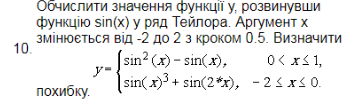 Обчислити значення функції y, розвинувши
функцію sin(x) у ряд Тейлора. Аргумент x
змінюється від -2 до 2 з кроком 0.5. Визначити
10.
y = { sin²(x) − sin(x), 0 < x ≤ 1,
sin(x)³ + sin(2*x), − 2 ≤ x ≤ 0.
похибку.